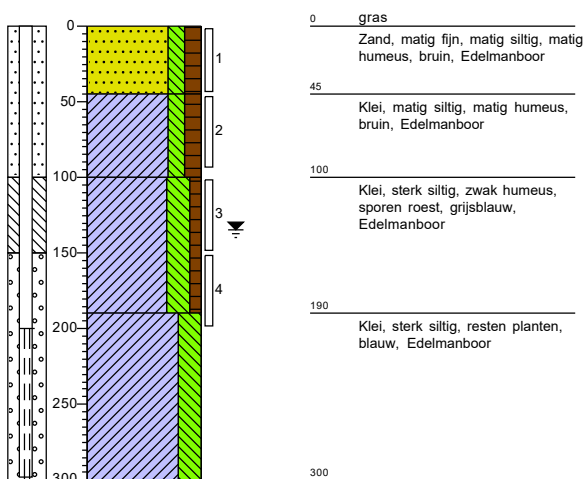 0
50
100
150
200
250
300
1
2
3
4
0 gras
Zand, matig fijn, matig siltig, matig
humeus, bruin, Edelmanboor
45
Klei, matig siltig, matig humeus,
bruin, Edelmanboor
100
Klei, sterk siltig, zwak humeus,
sporen roest, grijsblauw,
Edelmanboor
190
Klei, sterk siltig, resten planten,
blauw, Edelmanboor
300